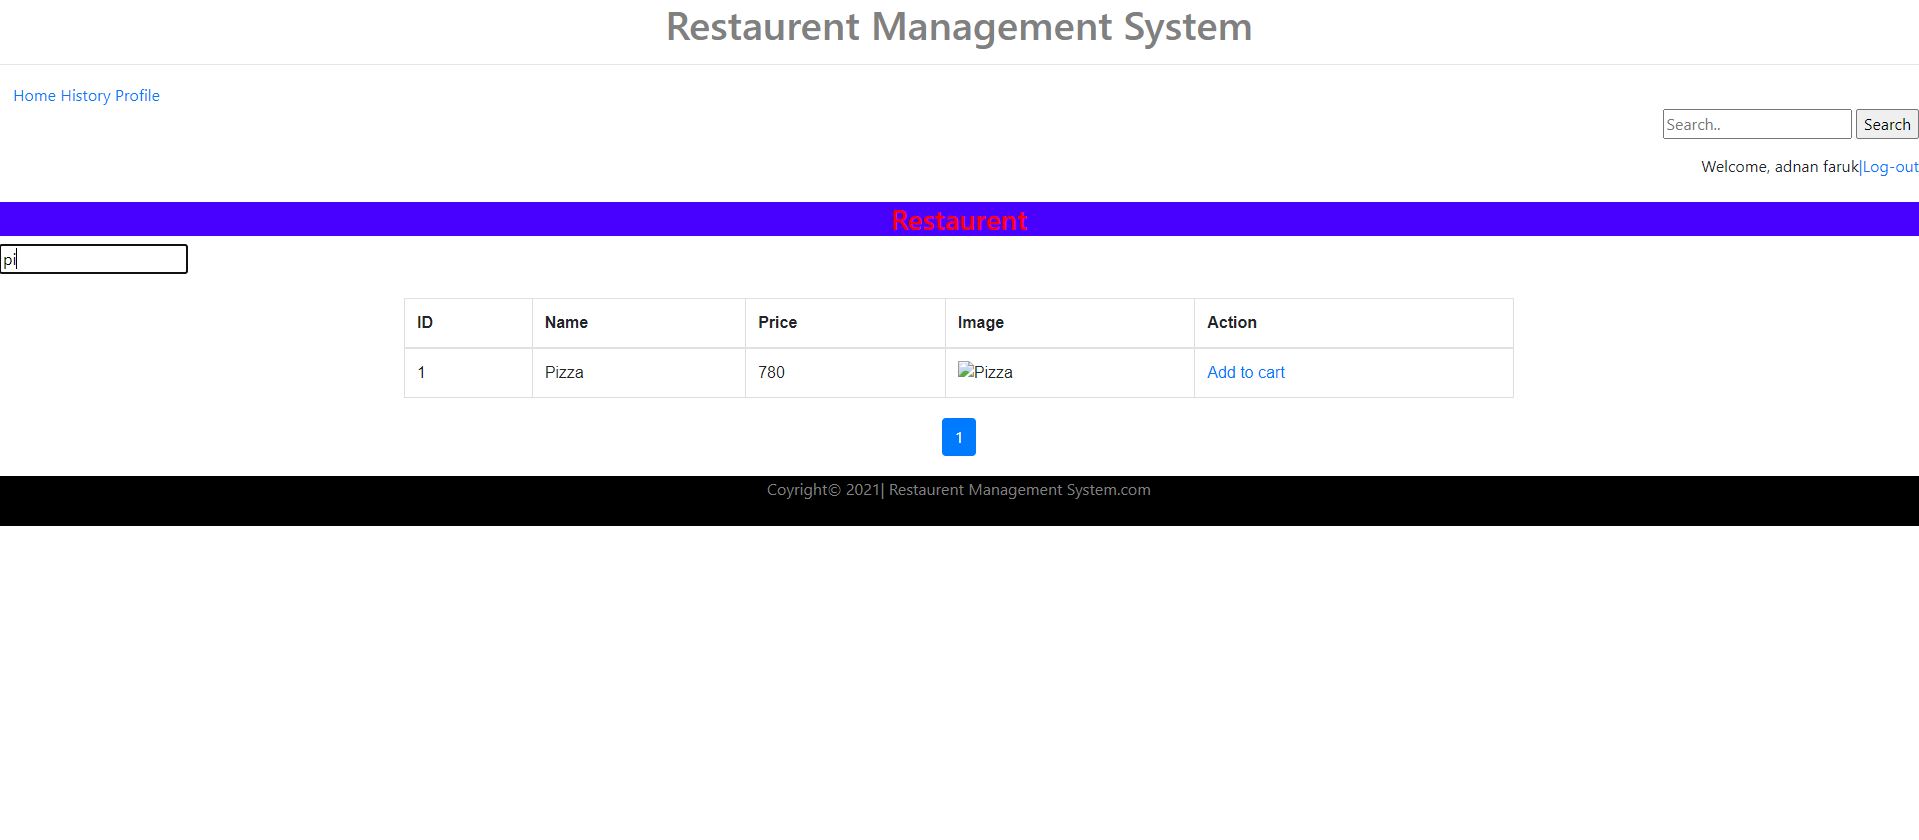 Restaurent Management System
Home History Profile
Search.. Search
Welcome, adnan faruk|Log-out
Restaurent
pi
ID Name Price Image Action
1 Pizza 780 Pizza Add to cart
1
Coyright© 2021| Restaurent Management System.com